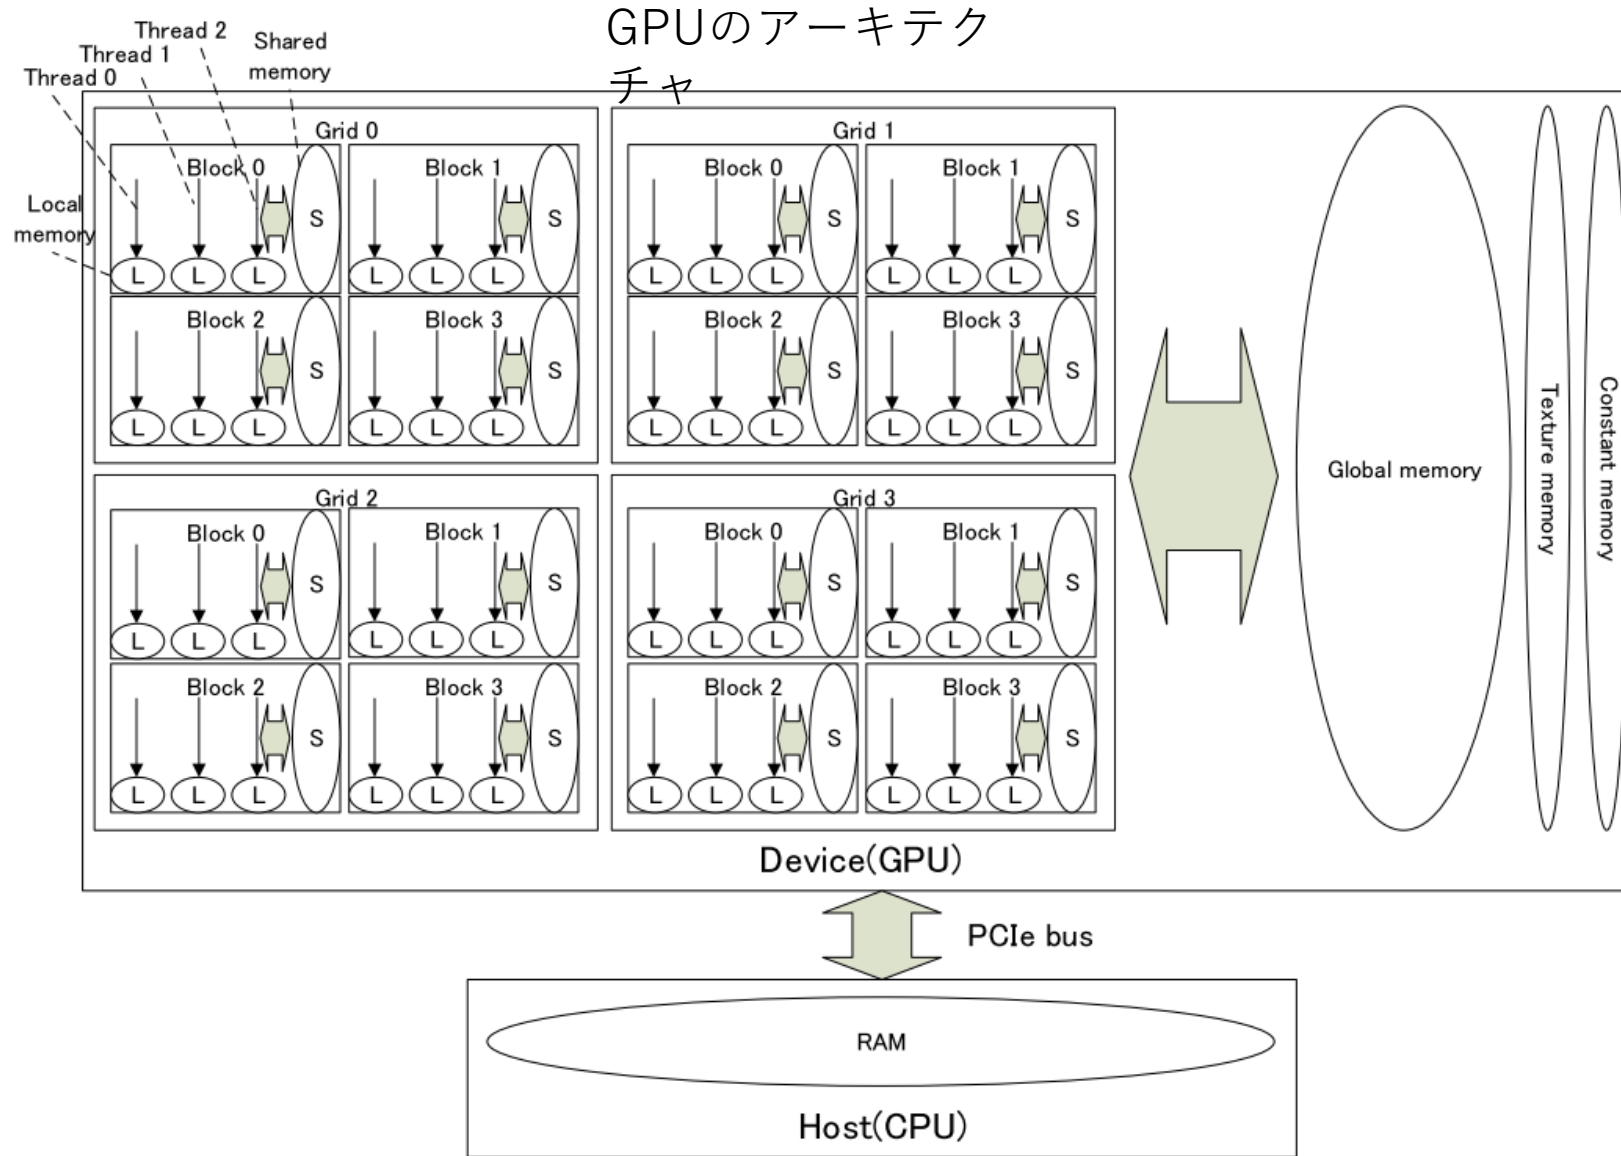 GPUのアーキテク
チャ
Thread 2
Thread 1
Thread 0
Shared
memory
Local
memory
Grid 0
Block 0
S
L L L
Block 1
S
L L L
Block 2
S
L L L
Block 3
S
L L L
Grid 1
Block 0
S
L L L
Block 1
S
L L L
Block 2
S
L L L
Block 3
S
L L L
Grid 2
Block 0
S
L L L
Block 1
S
L L L
Block 2
S
L L L
Block 3
S
L L L
Grid 3
Block 0
S
L L L
Block 1
S
L L L
Block 2
S
L L L
Block 3
S
L L L
Global memory
Texture memory
Constant memory
Device(GPU)
PCIe bus
RAM
Host(CPU)